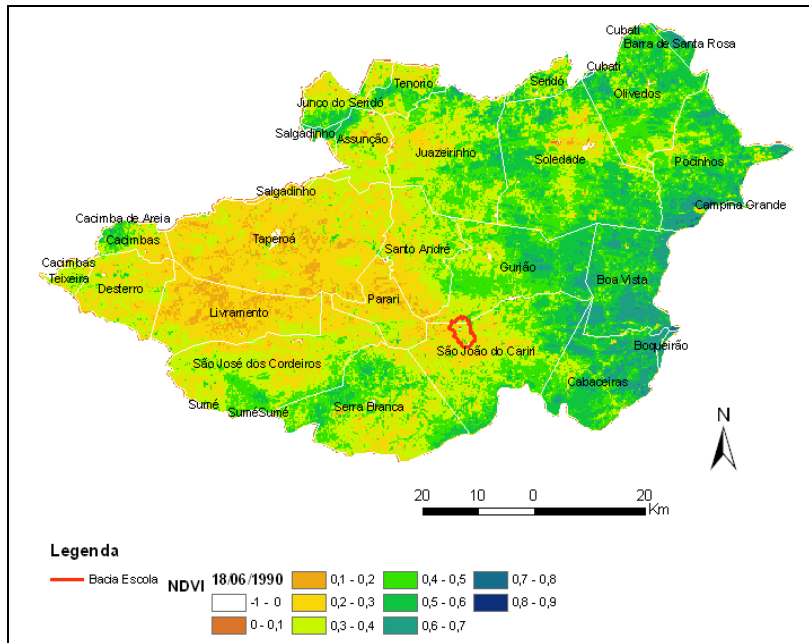 Cubati
Barra de Santa Rosa
Cubati
Tenorio
Seridó
Olivedos
Junco do Seridó
Salgadinho
Assunção
Juazeirinho
Soledade
Pocinhos
Salgadinho
Campina Grande
Cacimba de Areia
Cacimbas
Taperoá
Santo André
Gurjão
Cacimbas
Teixeira
Desterro
Boa Vista
Livramento
Parari
Boqueirão
São João do Cariri
São José dos Cordeiros
Cabaceiras
Sumé
SuméSumé
Serra Branca
N
20 10 0 20
Km
Legenda
Bacia Escola
NDVI 18/06/1990
-1 - 0
0 - 0,1
0,1 - 0,2
0,2 - 0,3
0,3 - 0,4
0,4 - 0,5
0,5 - 0,6
0,6 - 0,7
0,7 - 0,8
0,8 - 0,9